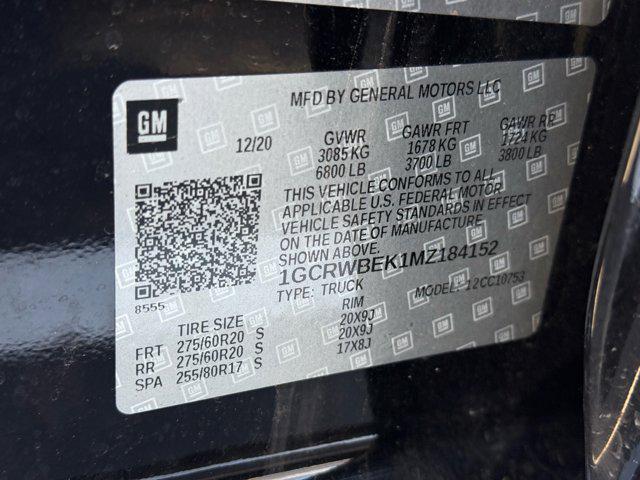 GM
MFD BY GENERAL MOTORS LLC
12/20 GVWR GAWR FRT GAWR RR
3085 KG 1678 KG 1724 KG
6800 LB 3700 LB 3800 LB
THIS VEHICLE CONFORMS TO ALL
APPLICABLE U.S. FEDERAL MOTOR
VEHICLE SAFETY STANDARDS IN EFFECT
ON THE DATE OF MANUFACTURE
SHOWN ABOVE.
1GCRWBEK1MZ184152
TYPE: TRUCK MODEL: 12CC10753
8555
TIRE SIZE RIM
FRT 275/60R20 S 20X9J
RR 275/60R20 S 20X9J
SPA 255/80R17 S 17X8J